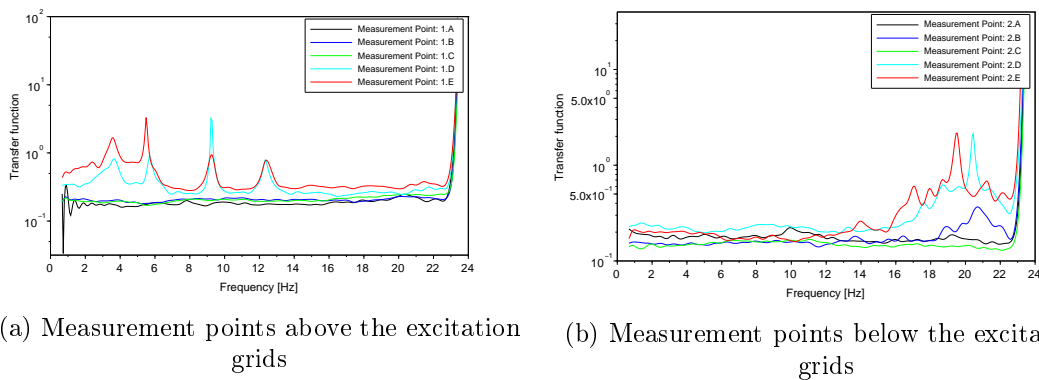 10²
10¹
10⁰
10⁻¹
Transfer function
0 2 4 6 8 10 12 14 16 18 20 22 24
Frequency [Hz]
Measurement Point: 1.A
Measurement Point: 1.B
Measurement Point: 1.C
Measurement Point: 1.D
Measurement Point: 1.E
(a) Measurement points above the excitation
grids
10¹
5.0x10⁰
10⁰
5.0x10⁻¹
10⁻¹
Transfer function
0 2 4 6 8 10 12 14 16 18 20 22 24
Frequency [Hz]
Measurement Point: 2.A
Measurement Point: 2.B
Measurement Point: 2.C
Measurement Point: 2.D
Measurement Point: 2.E
(b) Measurement points below the excita
grids